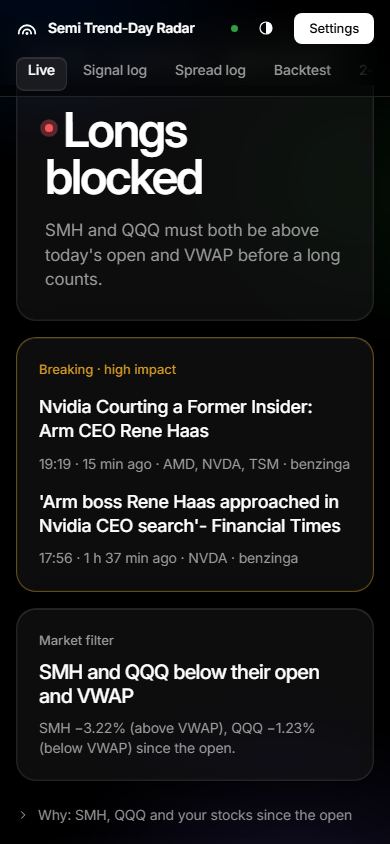 Semi Trend-Day Radar
Settings
Live Signal log Spread log Backtest
Longs
blocked
SMH and QQQ must both be above
today's open and VWAP before a long
counts.
Breaking · high impact
Nvidia Courting a Former Insider:
Arm CEO Rene Haas
19:19 · 15 min ago · AMD, NVDA, TSM · benzinga
'Arm boss Rene Haas approached in
Nvidia CEO search'- Financial Times
17:56 · 1 h 37 min ago · NVDA · benzinga
Market filter
SMH and QQQ below their open
and VWAP
SMH −3.22% (above VWAP), QQQ −1.23%
(below VWAP) since the open.
Why: SMH, QQQ and your stocks since the open